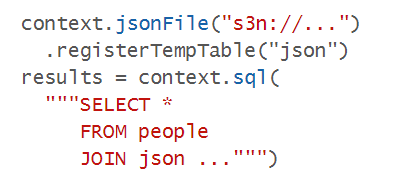 context.jsonFile("s3n://...")
  .registerTempTable("json")
results = context.sql(
  """SELECT *
     FROM people
     JOIN json ...""")